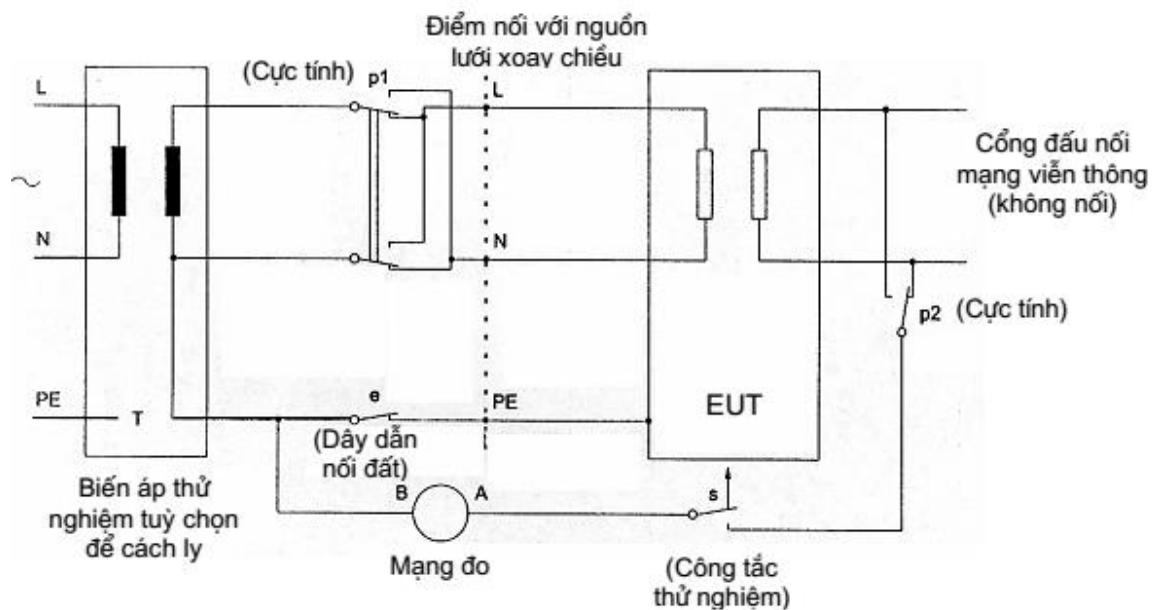 Điểm nối với nguồn
lưới xoay chiều
(Cực tính)
p1
L
L
N
N
Cổng đấu nối
mạng viễn thông
(không nối)
p2
(Cực tính)
PE
T
e
PE
EUT
(Dây dẫn
nối đất)
B
A
s
Biến áp thử
nghiệm tuỳ chọn
để cách ly
Mạng đo
(Công tắc
thử nghiệm)